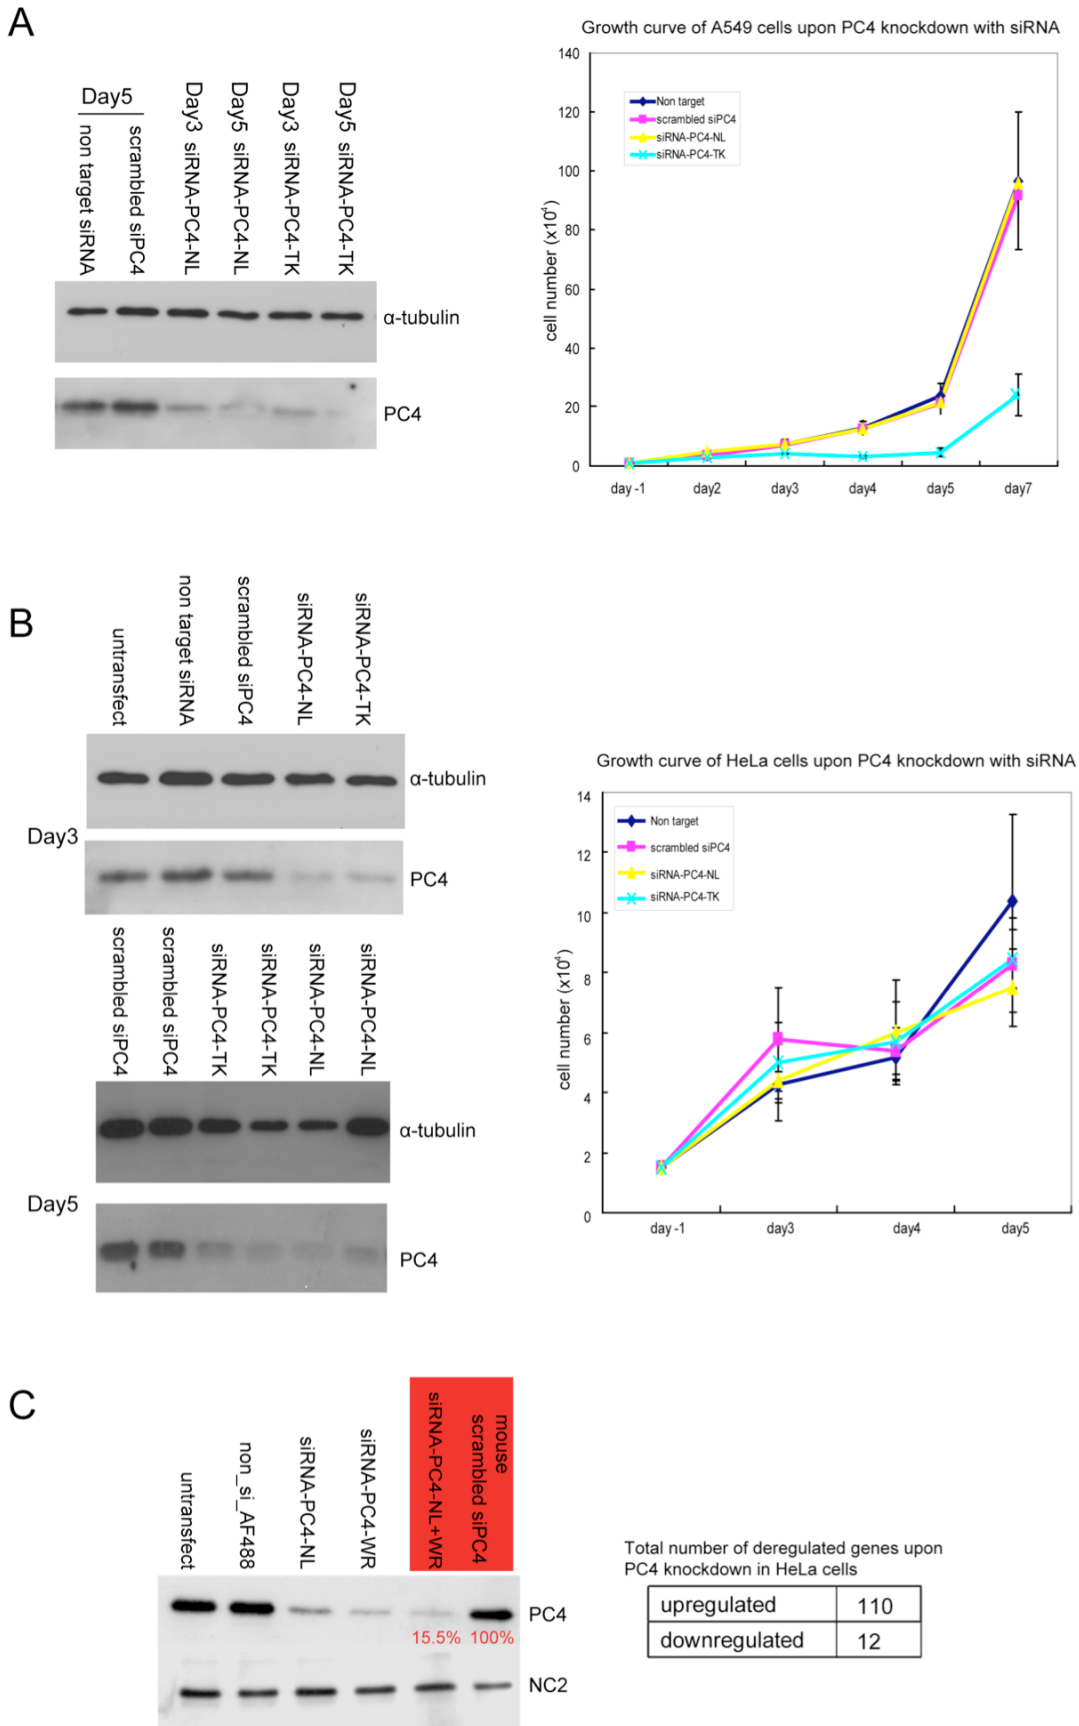 A
Day5
non target siRNA
scrambled siPC4
Day3 siRNA-PC4-NL
Day5 siRNA-PC4-NL
Day3 siRNA-PC4-TK
Day5 siRNA-PC4-TK
α-tubulin
PC4
Growth curve of A549 cells upon PC4 knockdown with siRNA
140
120
100
80
60
40
20
0
cell number (x10⁴)
Non target
scrambled siPC4
siRNA-PC4-NL
siRNA-PC4-TK
day -1
day2
day3
day4
day5
day7
B
untransfect
non target siRNA
scrambled siPC4
siRNA-PC4-NL
siRNA-PC4-TK
α-tubulin
Day3
PC4
scrambled siPC4
scrambled siPC4
siRNA-PC4-TK
siRNA-PC4-TK
siRNA-PC4-NL
siRNA-PC4-NL
α-tubulin
Day5
PC4
Growth curve of HeLa cells upon PC4 knockdown with siRNA
14
12
10
8
6
4
2
0
cell number (x10⁴)
Non target
scrambled siPC4
siRNA-PC4-NL
siRNA-PC4-TK
day -1
day3
day4
day5
C
untransfect
non_si_AF488
siRNA-PC4-NL
siRNA-PC4-WR
siRNA-PC4-NL+WR
mouse
scrambled siPC4
PC4
15.5% 100%
NC2
Total number of deregulated genes upon
PC4 knockdown in HeLa cells
upregulated 110
downregulated 12